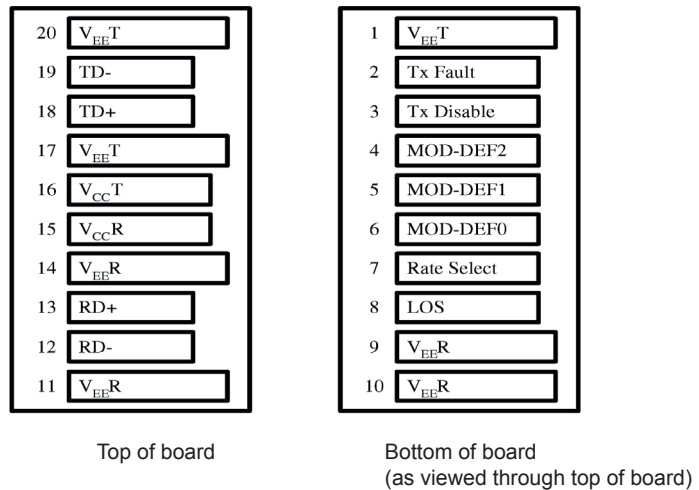 20 VEET
19 TD-
18 TD+
17 VEET
16 VCCT
15 VCCR
14 VEER
13 RD+
12 RD-
11 VEER
Top of board
1 VEET
2 Tx Fault
3 Tx Disable
4 MOD-DEF2
5 MOD-DEF1
6 MOD-DEF0
7 Rate Select
8 LOS
9 VEER
10 VEER
Bottom of board
(as viewed through top of board)